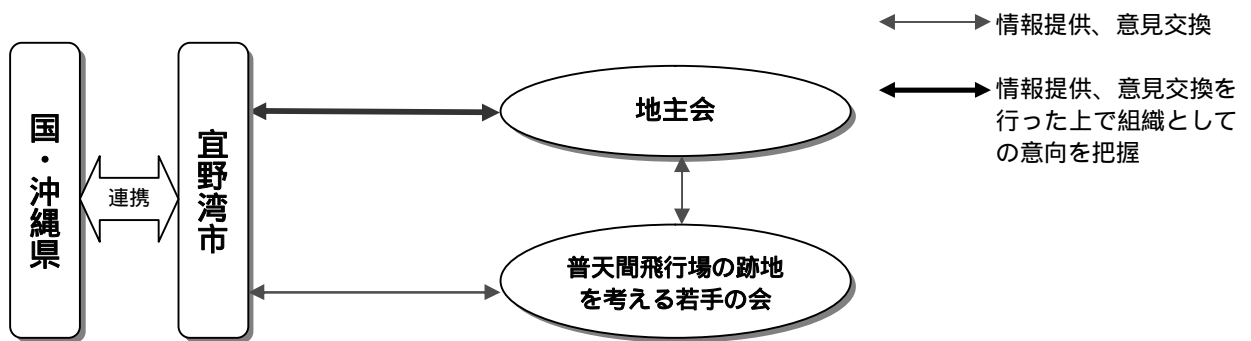 国・沖縄県
連携
宜野湾市
地主会
普天間飛行場の跡地
を考える若手の会
情報提供、意見交換
情報提供、意見交換を
行った上で組織として
の意向を把握